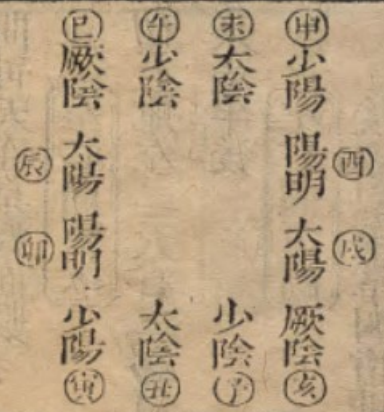 酉
戌
申少陽
陽明
太陽
厥陰亥
未太陰
少陰子
午少陰
太陰丑
巳厥陰
太陽
陽明
少陽寅
辰
卯